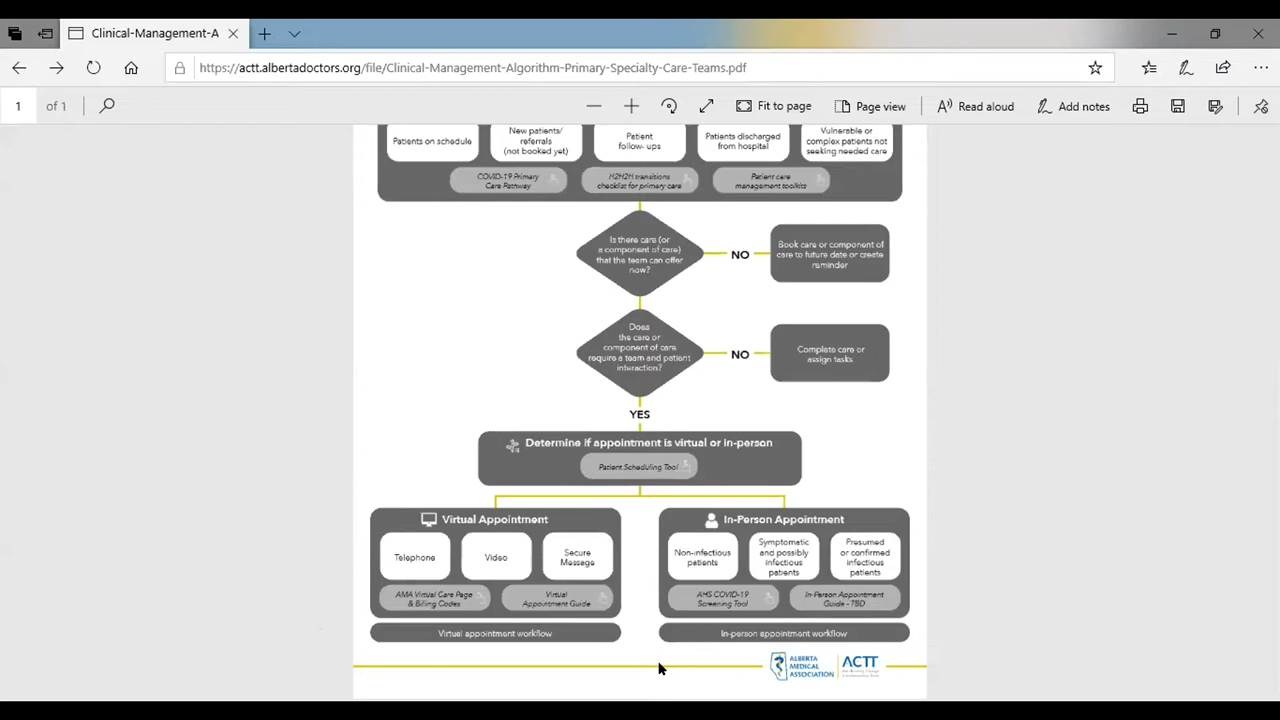 Clinical-Management-A
https://actt.albertadoctors.org/file/Clinical-Management-Algorithm-Primary-Specialty-Care-Teams.pdf
1 of 1
Fit to page
Page view
Read aloud
Add notes
Patients on schedule
New patients/
referrals
(not booked yet)
Patient
follow- ups
Patients discharged
from hospital
Vulnerable or
complex patients not
seeking needed care
COVID-19 Primary
Care Pathway
H2H2H transitions
checklist for primary care
Patient care
management toolkits
Is there care (or
a component of care)
that the team can offer
now?
NO
Book care or component of
care to future date or create
reminder
Does
the care or
component of care
require a team and patient
interaction?
NO
Complete care or
assign tasks
YES
Determine if appointment is virtual or in-person
Patient Scheduling Tool
Virtual Appointment
Telephone
Video
Secure
Message
AMA Virtual Care Page
& Billing Codes
Virtual
Appointment Guide
Virtual appointment workflow
In-Person Appointment
Non-infectious
patients
Symptomatic
and possibly
infectious
patients
Presumed
or confirmed
infectious
patients
AHS COVID-19
Screening Tool
In-Person Appointment
Guide - TBD
In-person appointment workflow
ALBERTA
MEDICAL
ASSOCIATION
ACTT